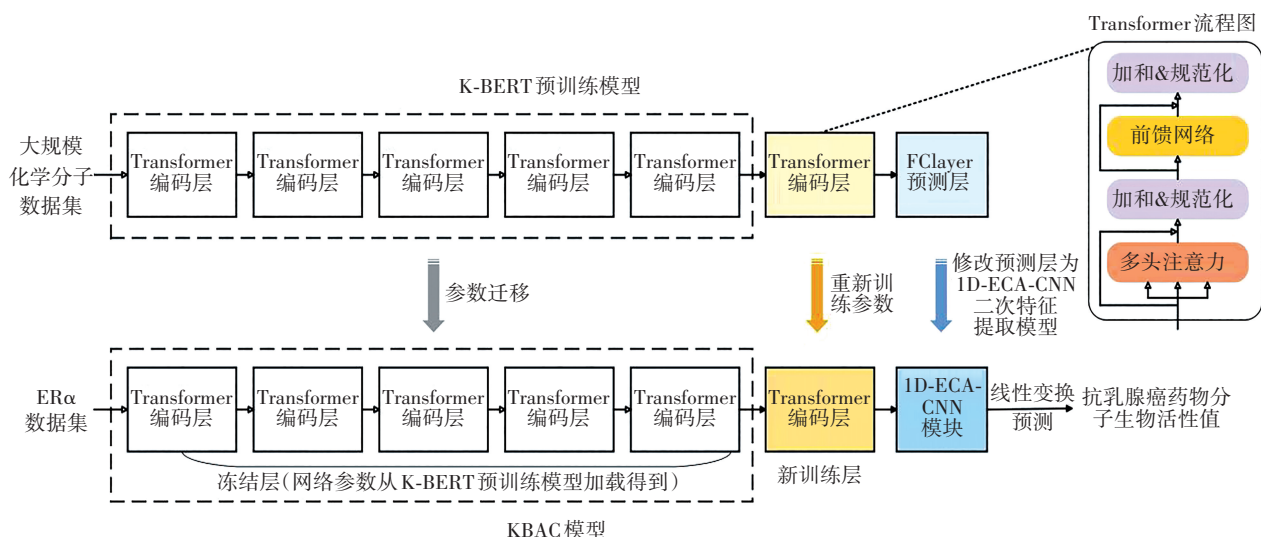 Transformer流程图
加和&规范化
前馈网络
加和&规范化
多头注意力
K-BERT预训练模型
大规模
化学分子
数据集
Transformer
编码层
Transformer
编码层
Transformer
编码层
Transformer
编码层
Transformer
编码层
Transformer
编码层
FClayer
预测层
参数迁移
重新训
练参数
修改预测层为
1D-ECA-CNN
二次特征
提取模型
ERα
数据集
Transformer
编码层
Transformer
编码层
Transformer
编码层
Transformer
编码层
Transformer
编码层
Transformer
编码层
1D-ECA-
CNN
模块
线性变换
预测
抗乳腺癌药物分
子生物活性值
冻结层(网络参数从K-BERT预训练模型加载得到)
新训练层
KBAC模型